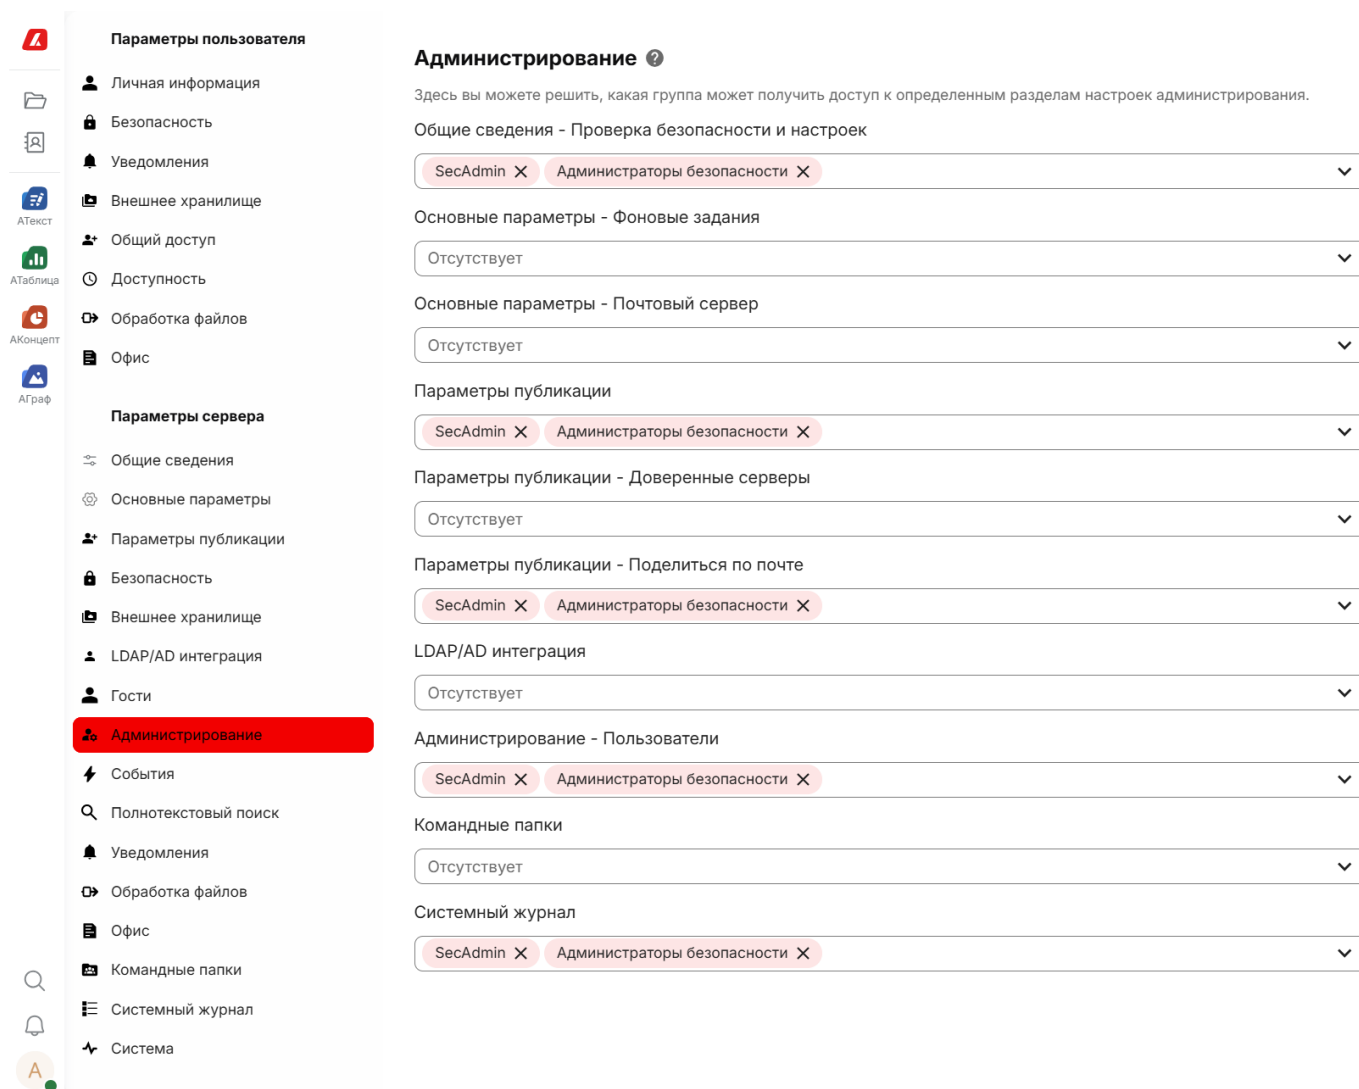 АТекст
АТаблица
АКонцепт
АГраф
А
Параметры пользователя
Личная информация
Безопасность
Уведомления
Внешнее хранилище
Общий доступ
Доступность
Обработка файлов
Офис
Параметры сервера
Общие сведения
Основные параметры
Параметры публикации
Безопасность
Внешнее хранилище
LDAP/AD интеграция
Гости
Администрирование
События
Полнотекстовый поиск
Уведомления
Обработка файлов
Офис
Командные папки
Системный журнал
Система
Администрирование ?
Здесь вы можете решить, какая группа может получить доступ к определенным разделам настроек администрирования.
Общие сведения - Проверка безопасности и настроек
SecAdmin Администраторы безопасности
Основные параметры - Фоновые задания
Отсутствует
Основные параметры - Почтовый сервер
Отсутствует
Параметры публикации
SecAdmin Администраторы безопасности
Параметры публикации - Доверенные серверы
Отсутствует
Параметры публикации - Поделиться по почте
SecAdmin Администраторы безопасности
LDAP/AD интеграция
Отсутствует
Администрирование - Пользователи
SecAdmin Администраторы безопасности
Командные папки
Отсутствует
Системный журнал
SecAdmin Администраторы безопасности